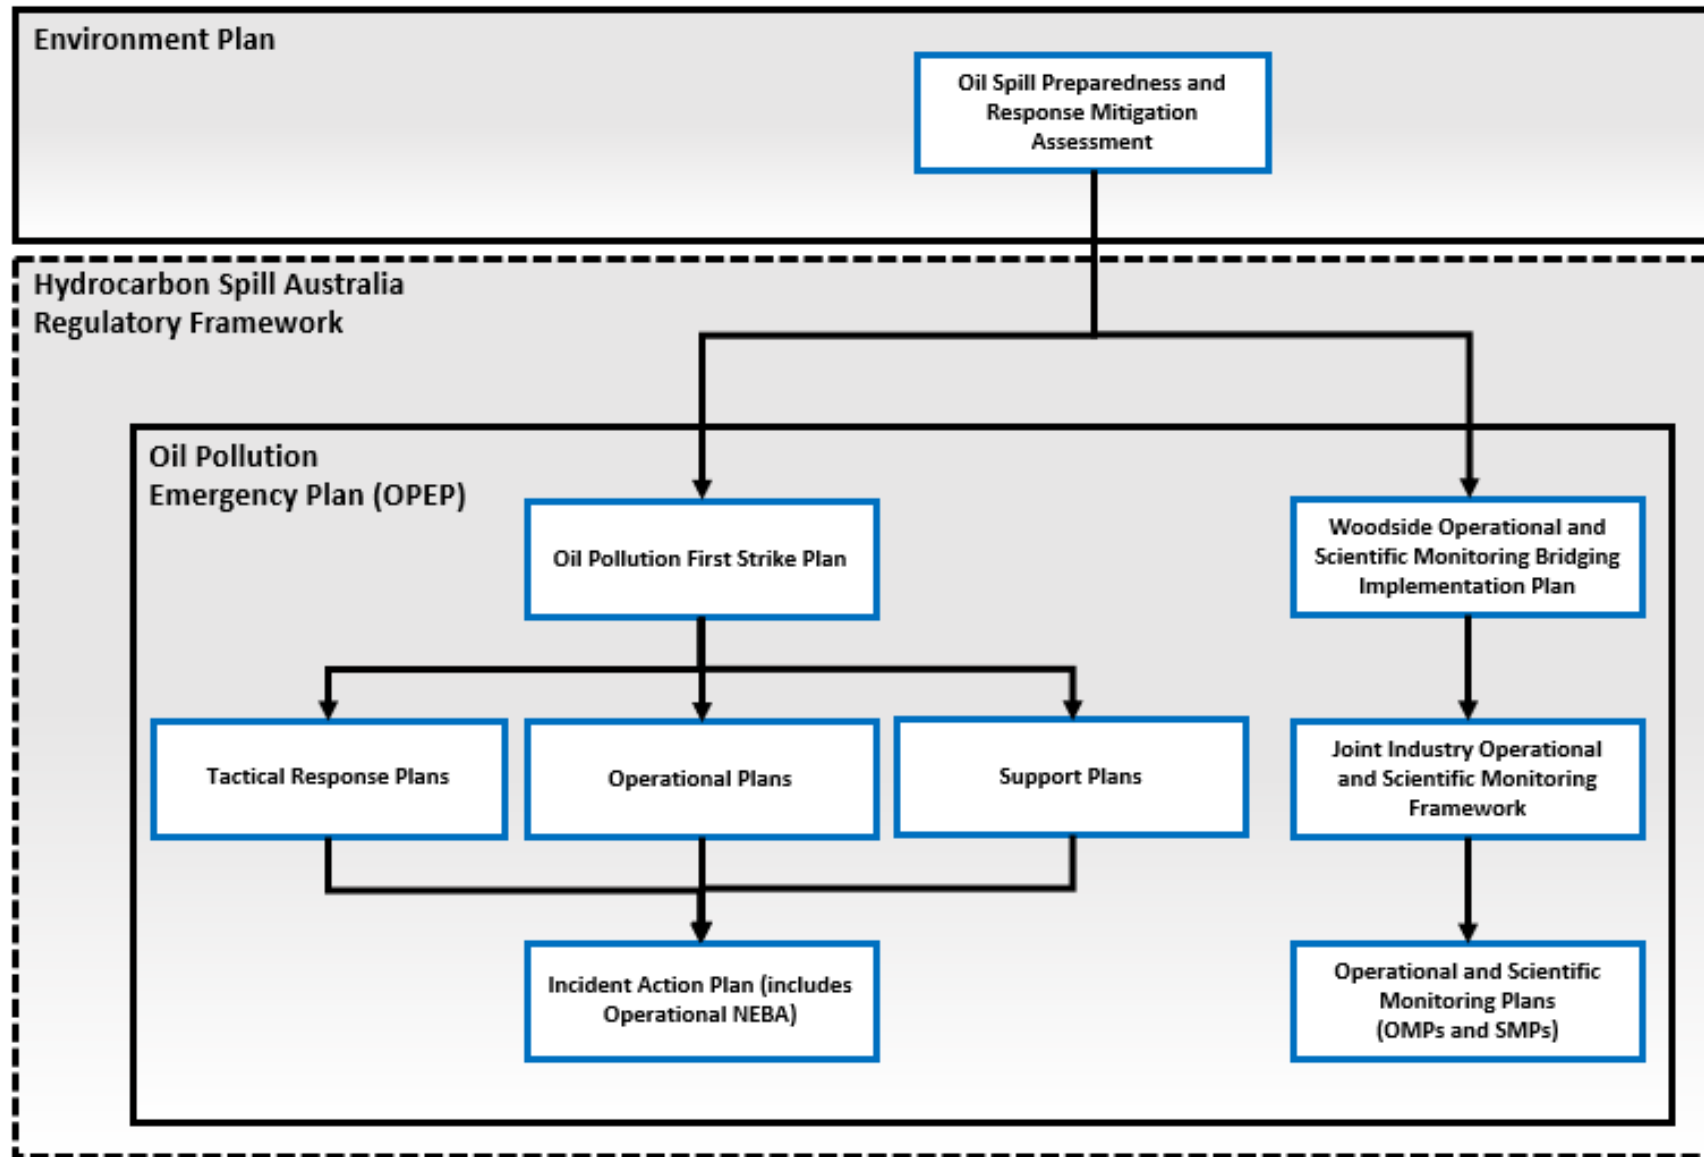 Environment Plan
Oil Spill Preparedness and
Response Mitigation
Assessment
Hydrocarbon Spill Australia
Regulatory Framework
Oil Pollution
Emergency Plan (OPEP)
Oil Pollution First Strike Plan
Woodside Operational and
Scientific Monitoring Bridging
Implementation Plan
Tactical Response Plans
Operational Plans
Support Plans
Joint Industry Operational
and Scientific Monitoring
Framework
Incident Action Plan (includes
Operational NEBA)
Operational and Scientific
Monitoring Plans
(OMPs and SMPs)